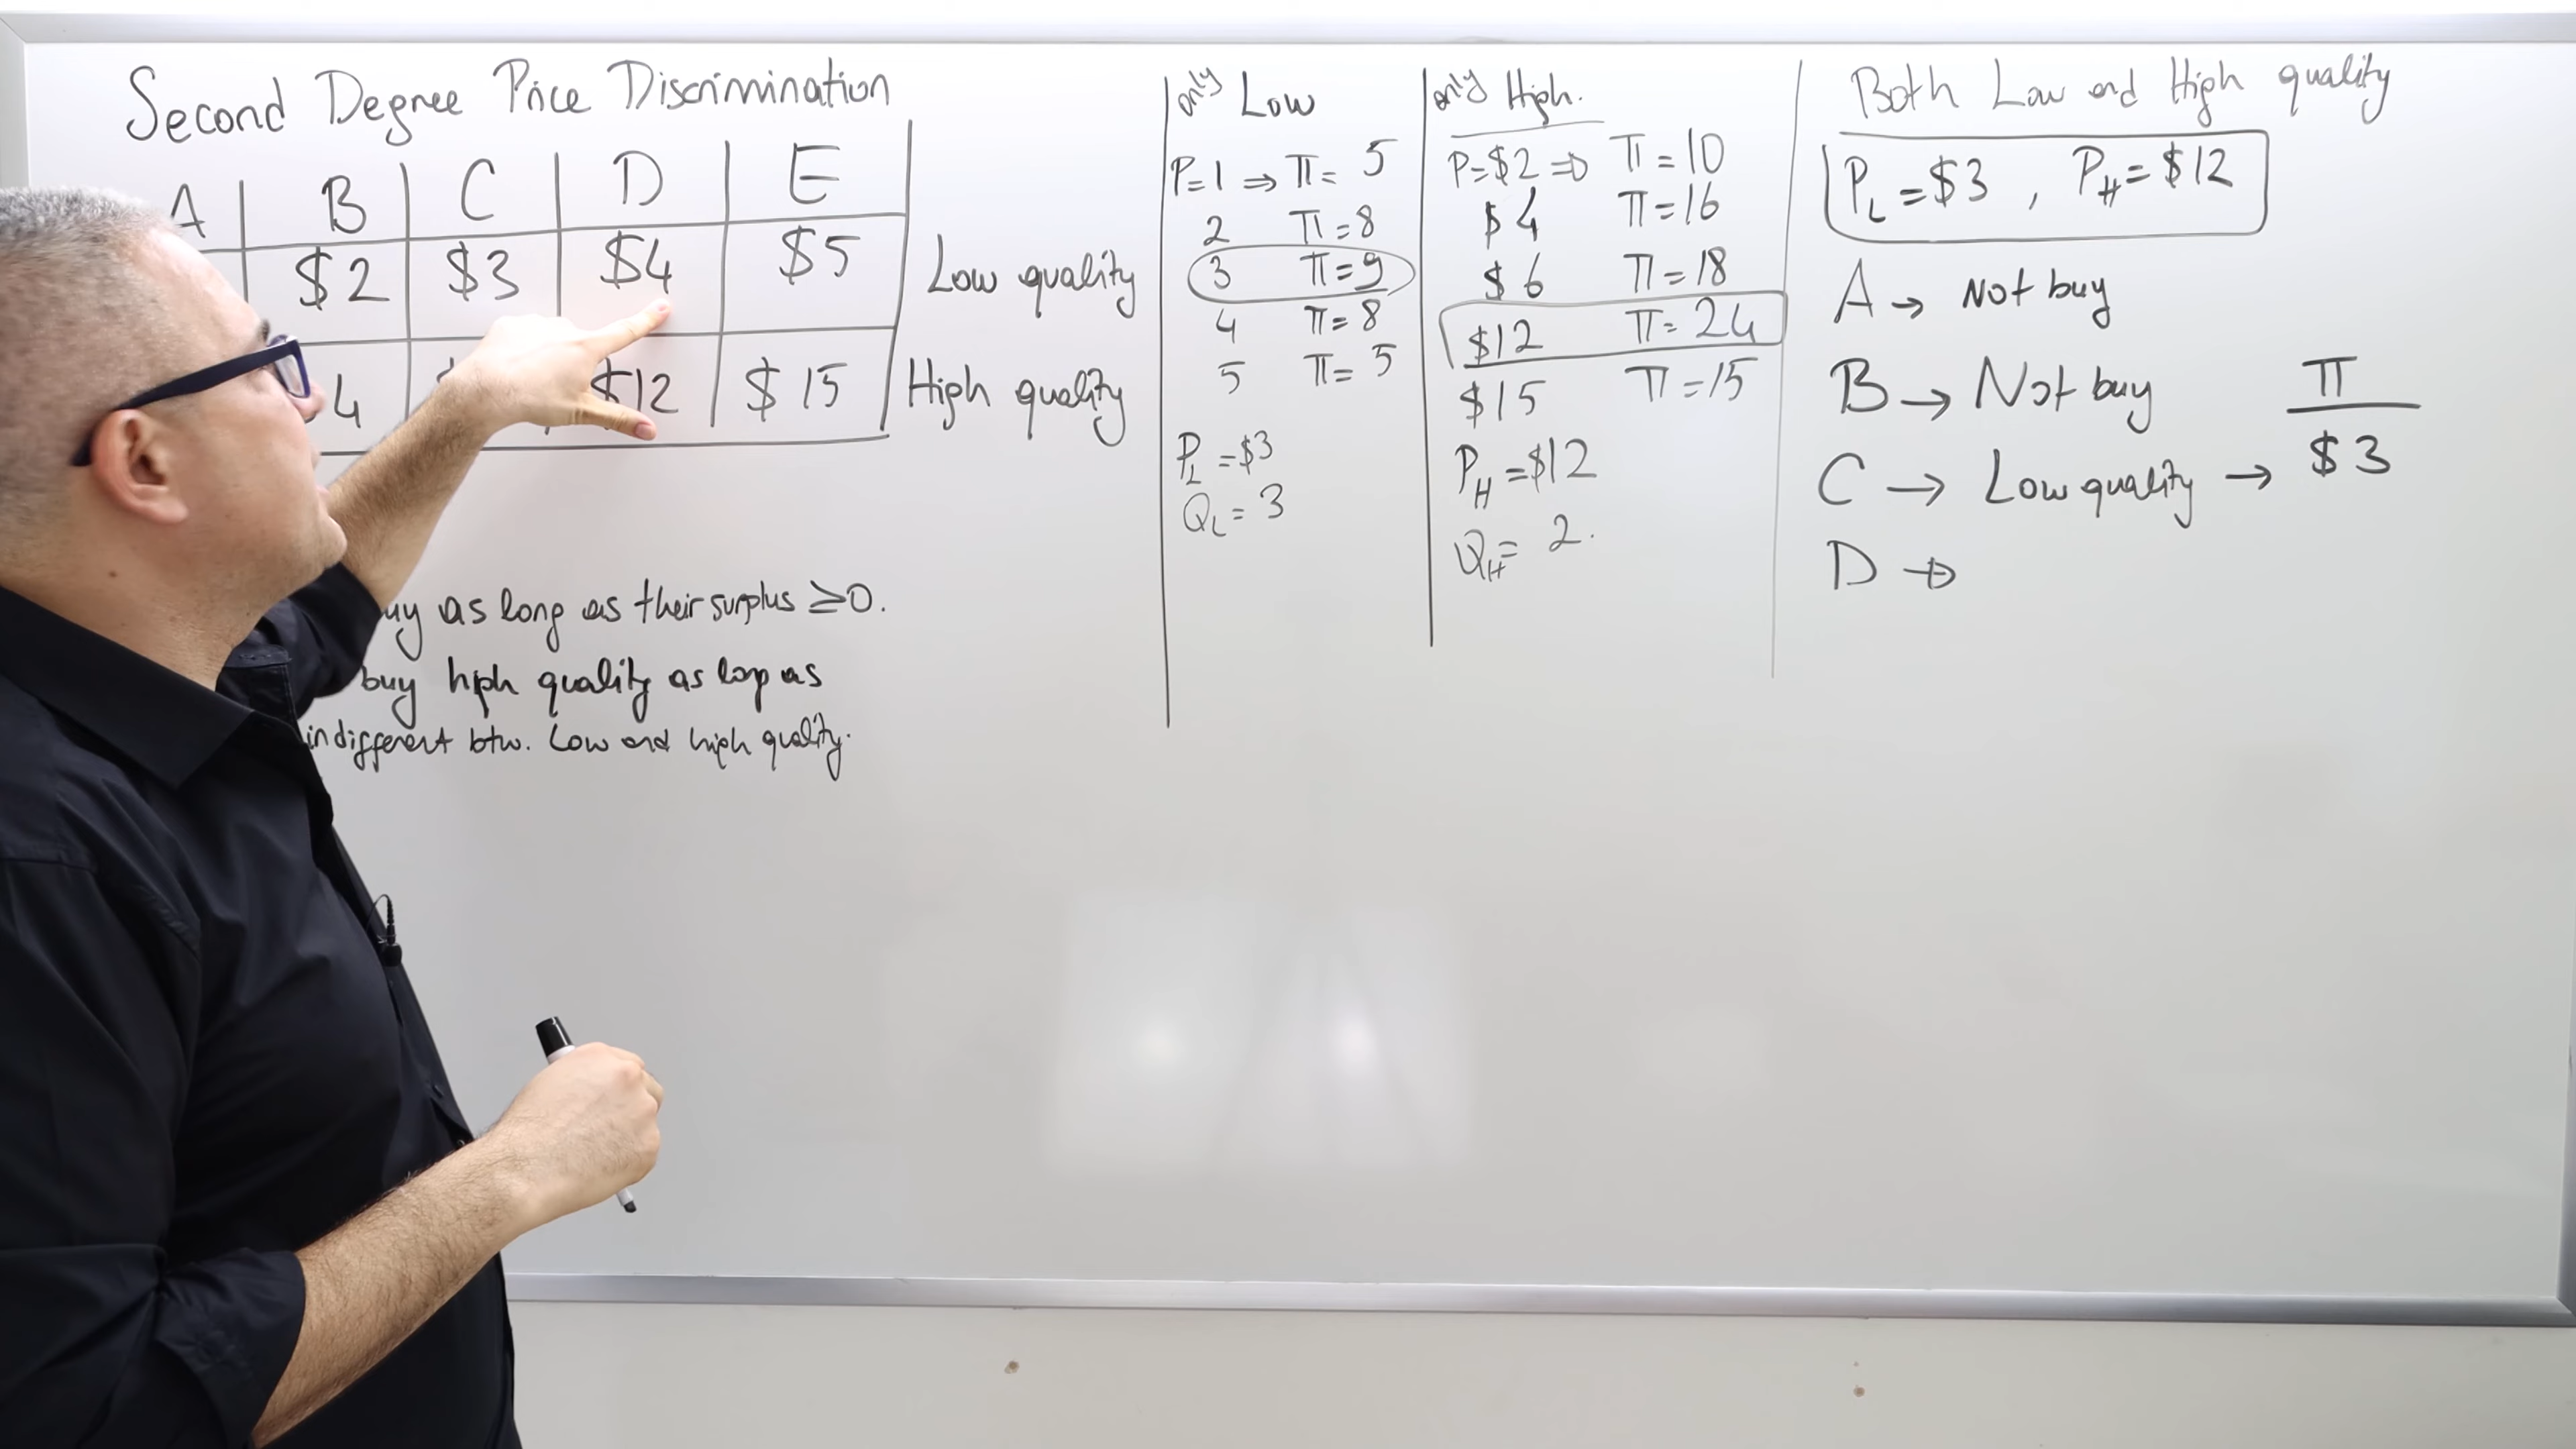 Second Degree Price Discrimination
A B C D E
$2 $3 $4 $5 Low quality
4 $12 $15 High quality
as long as their surplus ≥0.
buy high quality as long as
indifferent btw. Low and high quality.
only Low
P=1 ⇒ π= 5
2 π=8
3 π=9
4 π=8
5 π=5
PL=$3
QL=3
only High.
P=$2 ⇒ π=10
$4 π=16
$6 π=18
$12 π=24
$15 π=15
PH=$12
QH=2.
Both Low and High quality
PL=$3, PH=$12
A → Not buy
B → Not buy
π
C → Low quality → $3
D →